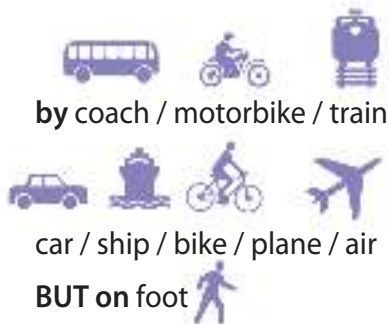 by coach / motorbike / train
car / ship / bike / plane / air
BUT on foot